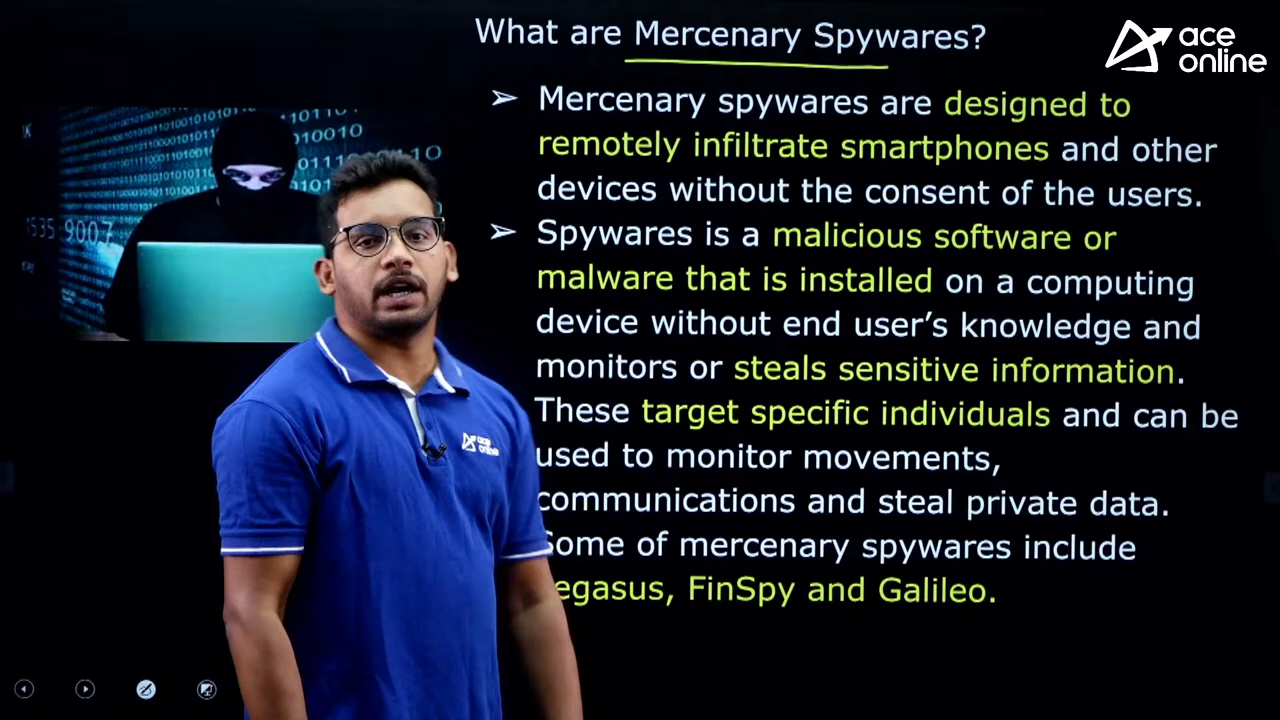 What are Mercenary Spywares?
ace
online
➢ Mercenary spywares are designed to
remotely infiltrate smartphones and other
devices without the consent of the users.
➢ Spywares is a malicious software or
malware that is installed on a computing
device without end user’s knowledge and
monitors or steals sensitive information.
These target specific individuals and can be
used to monitor movements,
communications and steal private data.
Some of mercenary spywares include
egasus, FinSpy and Galileo.
9007
ace
online